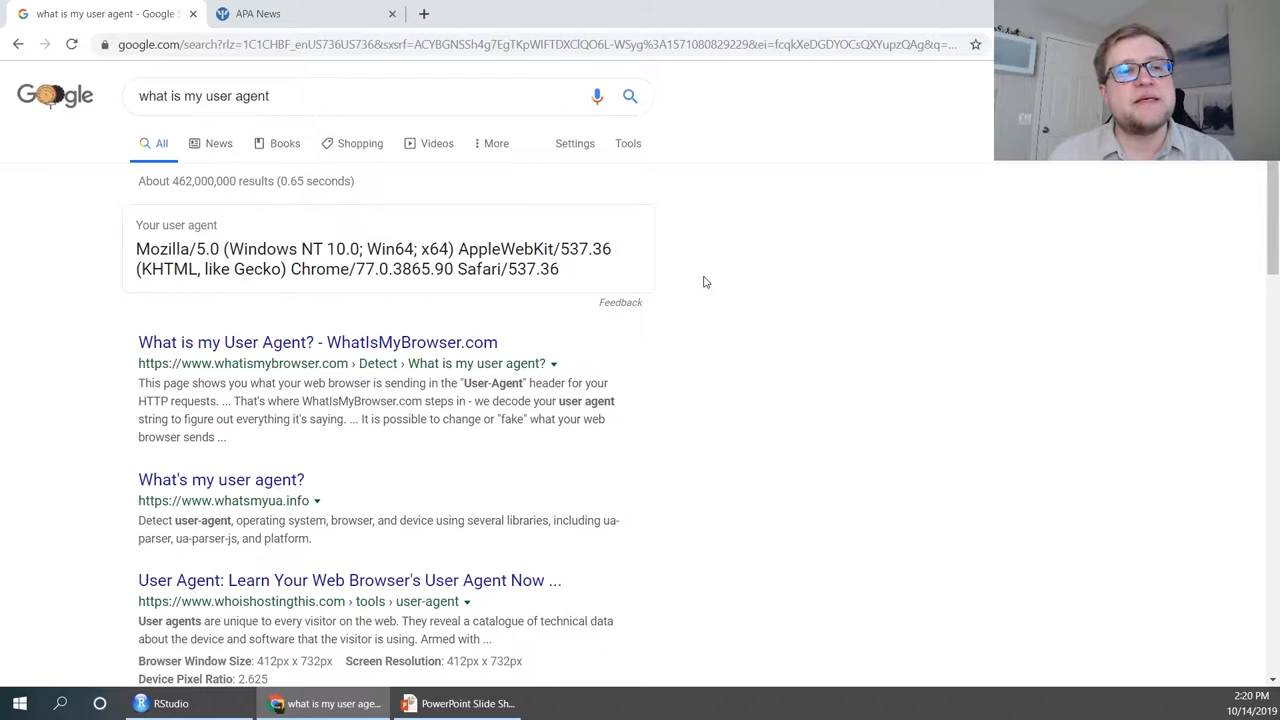 what is my user agent - Google S
APA News
google.com/search?rlz=1C1CHBF_enUS736US736&sxsrf=ACYBGNSSh4g7EgTKpWIFTDXClQO6L-WSyg%3A1571080829229&ei=fcqkXeDGDYOCsQXYupzQAg&q=...
Google
what is my user agent
All
News
Books
Shopping
Videos
More
Settings
Tools
About 462,000,000 results (0.65 seconds)
Your user agent
Mozilla/5.0 (Windows NT 10.0; Win64; x64) AppleWebKit/537.36
(KHTML, like Gecko) Chrome/77.0.3865.90 Safari/537.36
Feedback
What is my User Agent? - WhatIsMyBrowser.com
https://www.whatismybrowser.com › Detect › What is my user agent?
This page shows you what your web browser is sending in the "User-Agent" header for your
HTTP requests. ... That's where WhatIsMyBrowser.com steps in - we decode your user agent
string to figure out everything it's saying. ... It is possible to change or "fake" what your web
browser sends ...
What's my user agent?
https://www.whatsmyua.info
Detect user-agent, operating system, browser, and device using several libraries, including ua-
parser, ua-parser-js, and platform.
User Agent: Learn Your Web Browser's User Agent Now ...
https://www.whoishostingthis.com › tools › user-agent
User agents are unique to every visitor on the web. They reveal a catalogue of technical data
about the device and software that the visitor is using. Armed with ...
Browser Window Size: 412px x 732px Screen Resolution: 412px x 732px
Device Pixel Ratio: 2.625
RStudio
what is my user age...
PowerPoint Slide Sh...
2:20 PM
10/14/2019